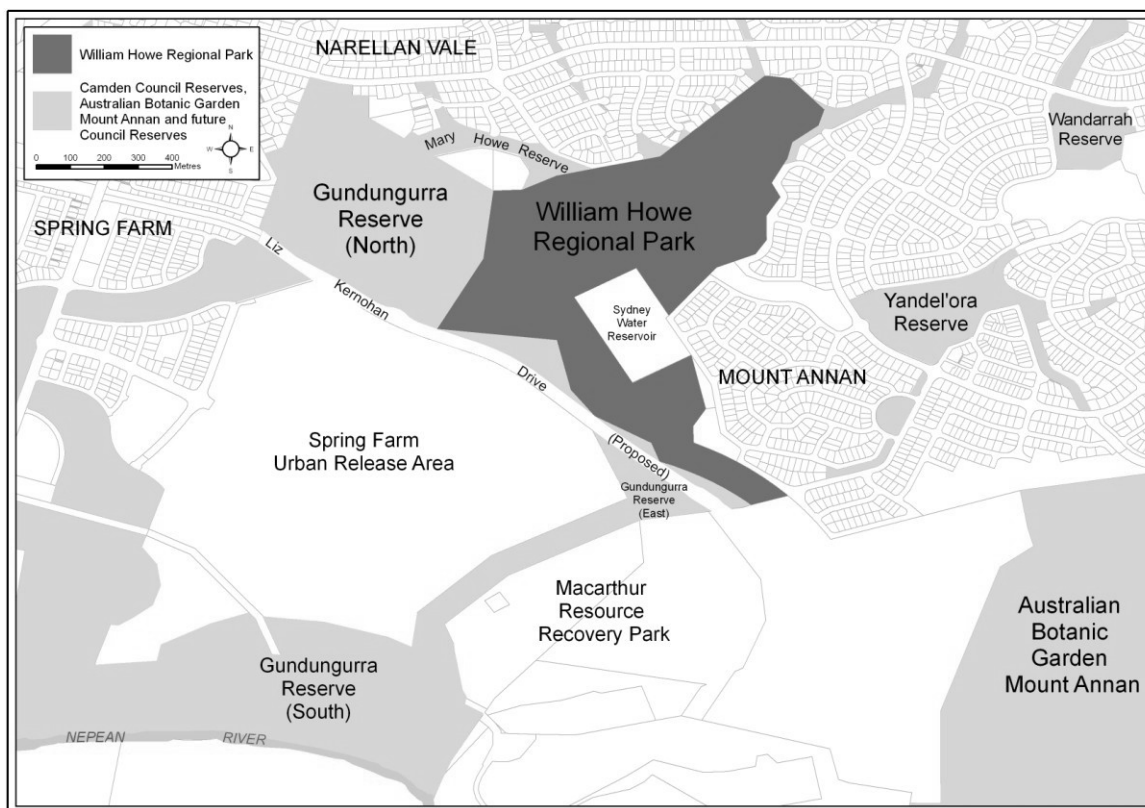 NARELLAN VALE
William Howe Regional Park
Camden Council Reserves,
Australian Botanic Garden
Mount Annan and future
Council Reserves
N
W E
S
0 100 200 300 400
Metres
Wandarrah
Reserve
Mary Howe Reserve
Gundungurra
Reserve
(North)
William Howe
Regional Park
SPRING FARM
Liz
Kernohan
Drive
(Proposed)
Sydney
Water
Reservoir
Yandel'ora
Reserve
MOUNT ANNAN
Spring Farm
Urban Release Area
Gundungurra
Reserve
(East)
Macarthur
Resource
Recovery Park
Australian
Botanic
Garden
Mount Annan
Gundungurra
Reserve
(South)
NEPEAN RIVER